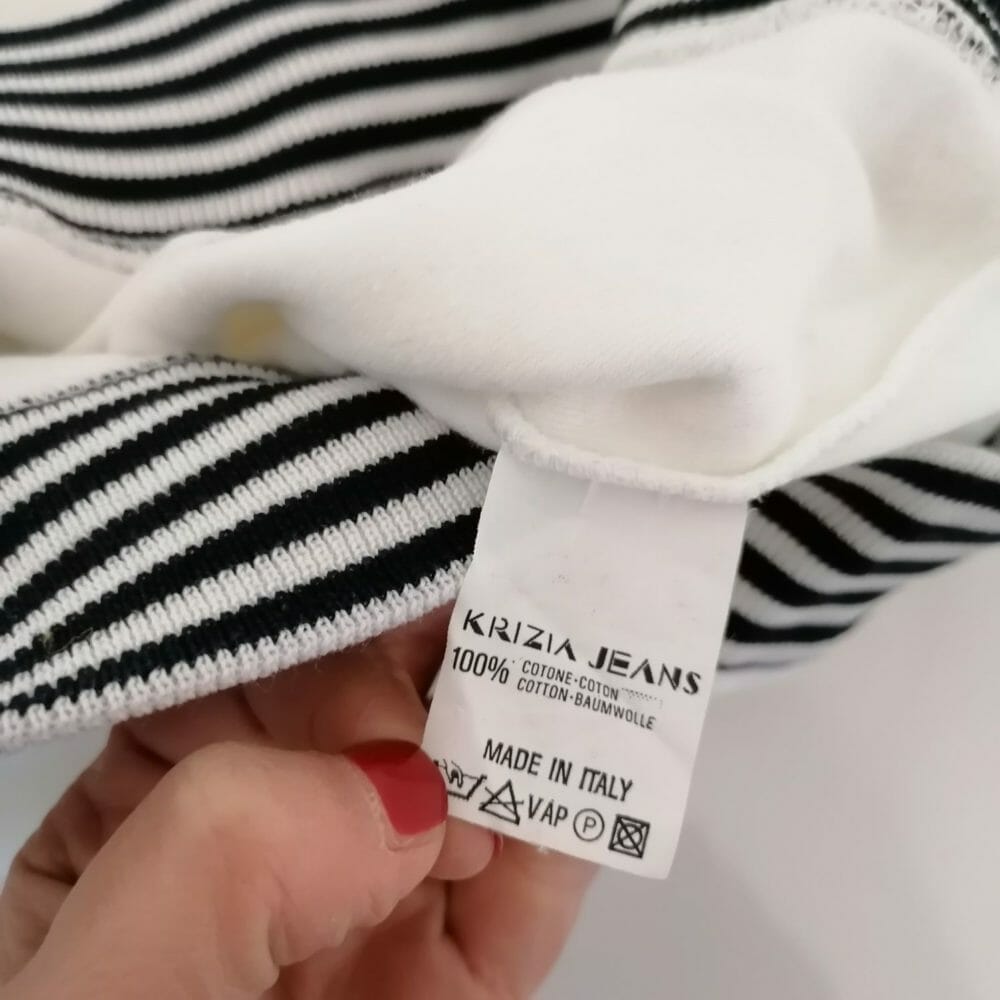 KRIZIA JEANS
100% COTONE·COTON
COTTON·BAUMWOLLE
MADE IN ITALY
VAP P